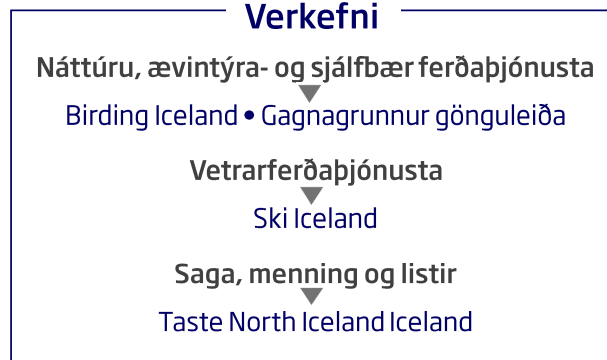 Verkefni
Náttúru, ævintýra- og sjálfbær ferðaþjónusta
Birding Iceland • Gagnagrunnur gönguleiða
Vetrarferðaþjónusta
Ski Iceland
Saga, menning og listir
Taste North Iceland Iceland